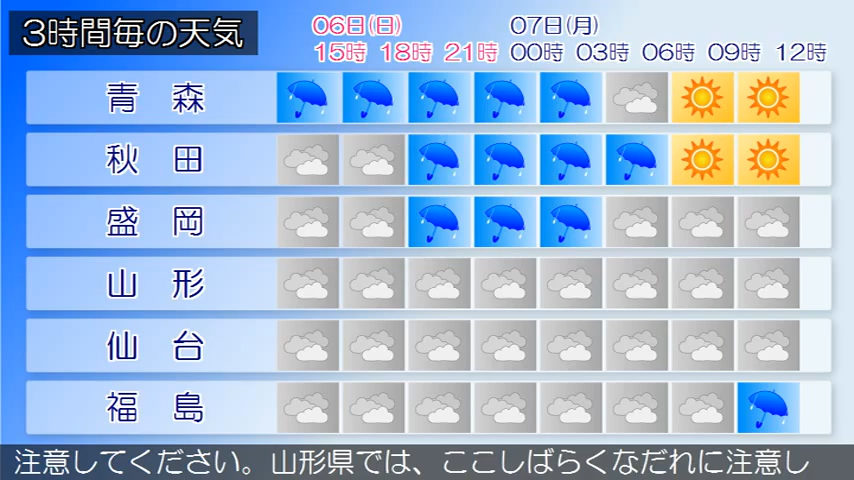 3時間毎の天気
06日(日) 07日(月)
15時 18時 21時 00時 03時 06時 09時 12時
青森
秋田
盛岡
山形
仙台
福島
注意してください。山形県では、ここしばらくなだれに注意し